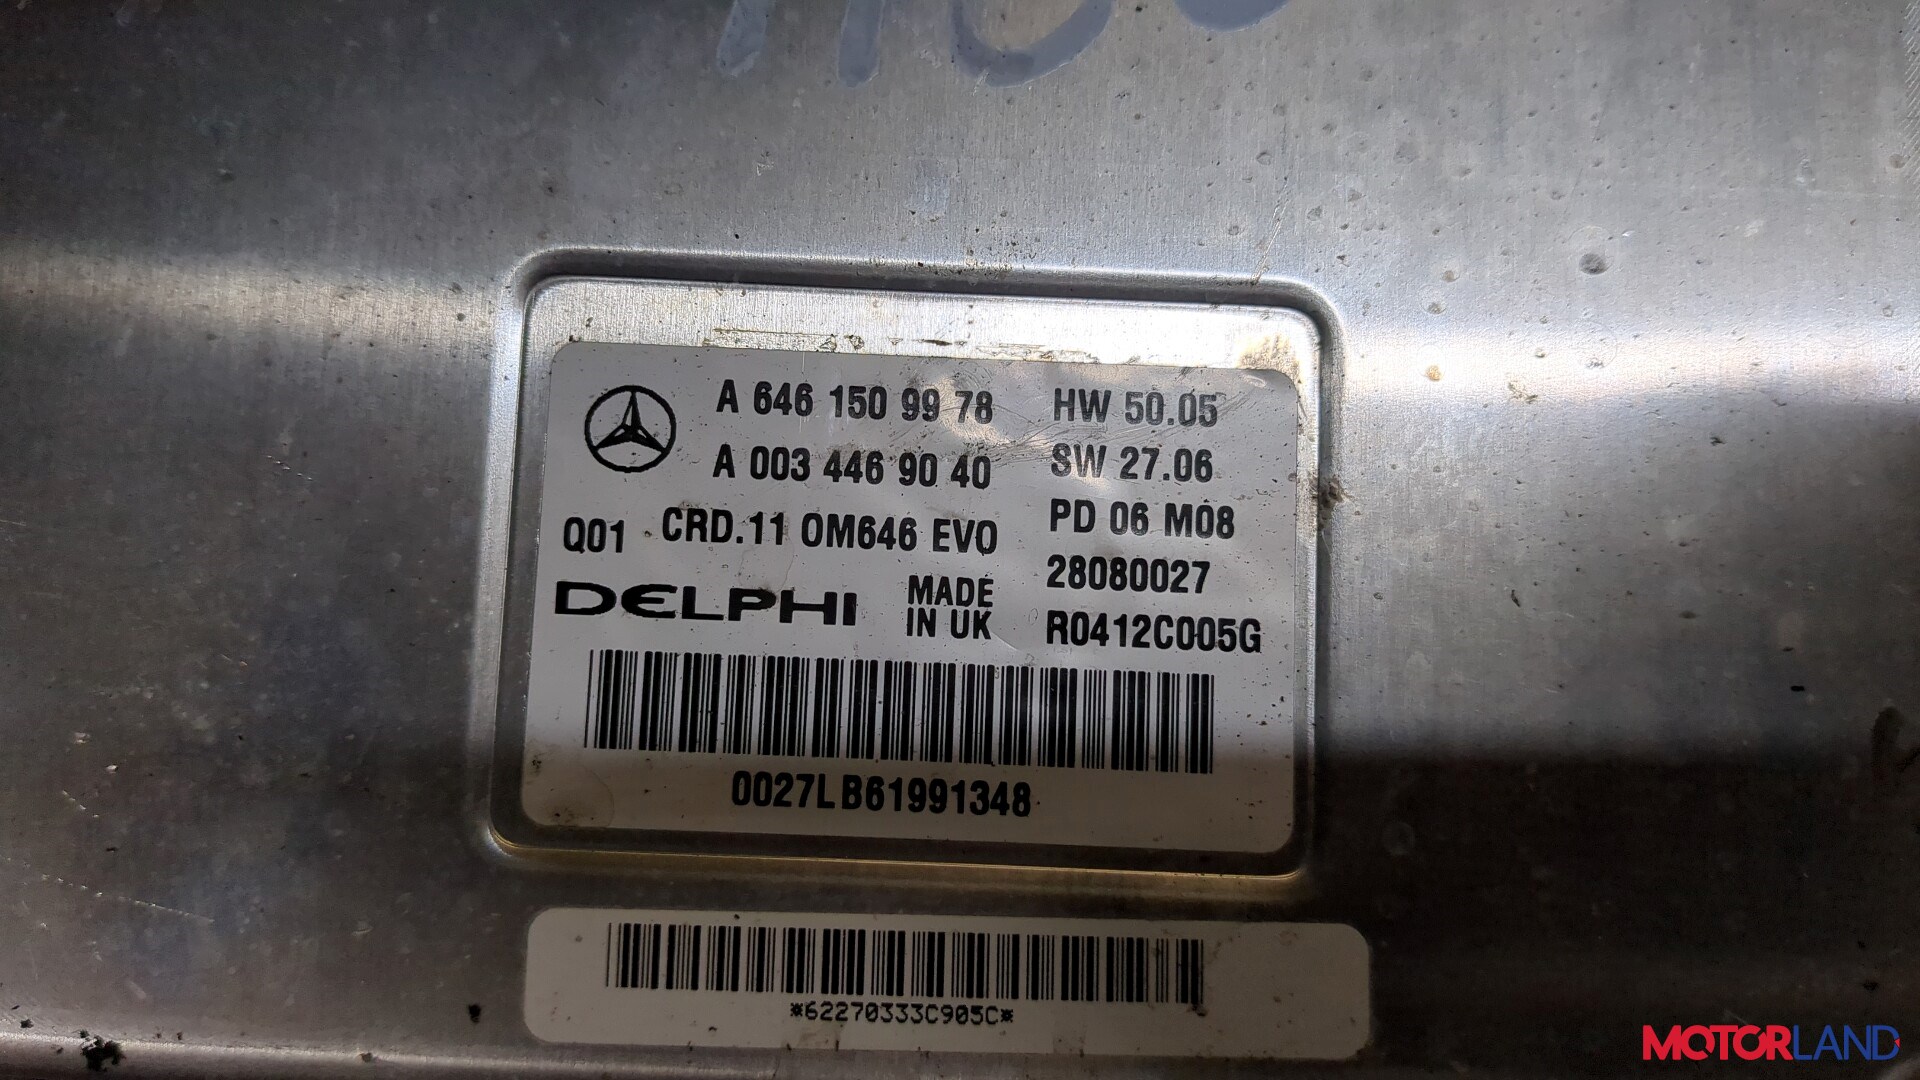 A 646 150 99 78 HW 50.05
A 003 446 90 40 SW 27.06
Q01 CRD.11 OM646 EVO PD 06 M08
28080027
DELPHI MADE IN UK R0412C005G
0027LB61991348
*62270333C905C*
MOTORLAND